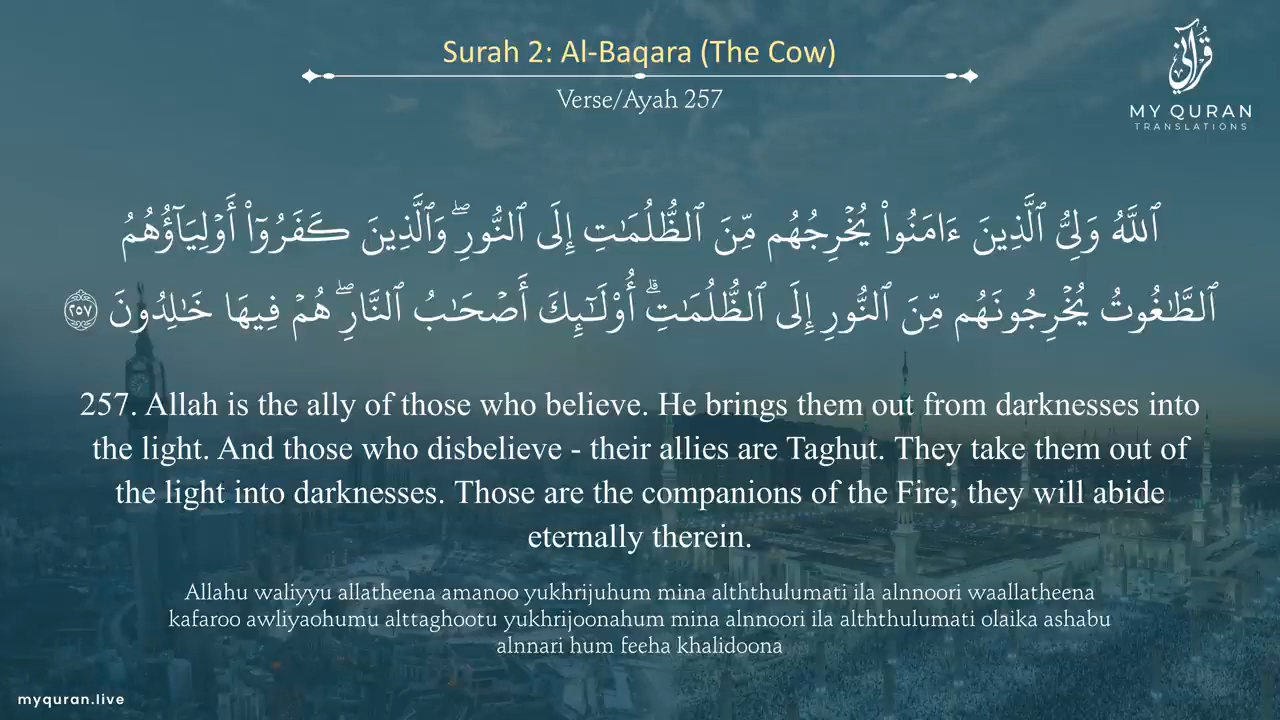 Surah 2: Al-Baqara (The Cow)
Verse/Ayah 257
قرآني
MY QURAN
TRANSLATIONS
ٱللَّهُ وَلِىُّ ٱلَّذِينَ ءَامَنُوا۟ يُخْرِجُهُم مِّنَ ٱلظُّلُمَـٰتِ إِلَى ٱلنُّورِ ۖ وَٱلَّذِينَ كَفَرُوٓا۟ أَوْلِيَآؤُهُمُ
ٱلطَّـٰغُوتُ يُخْرِجُونَهُم مِّنَ ٱلنُّورِ إِلَى ٱلظُّلُمَـٰتِ ۗ أُو۟لَـٰٓئِكَ أَصْحَـٰبُ ٱلنَّارِ ۖ هُمْ فِيهَا خَـٰلِدُونَ ٢٥٧
257. Allah is the ally of those who believe. He brings them out from darknesses into
the light. And those who disbelieve - their allies are Taghut. They take them out of
the light into darknesses. Those are the companions of the Fire; they will abide
eternally therein.
Allahu waliyyu allatheena amanoo yukhrijuhum mina alththulumati ila alnnoori waallatheena
kafaroo awliyaohumu alttaghootu yukhrijoonahum mina alnnoori ila alththulumati olaika ashabu
alnnari hum feeha khalidoona
myquran.live